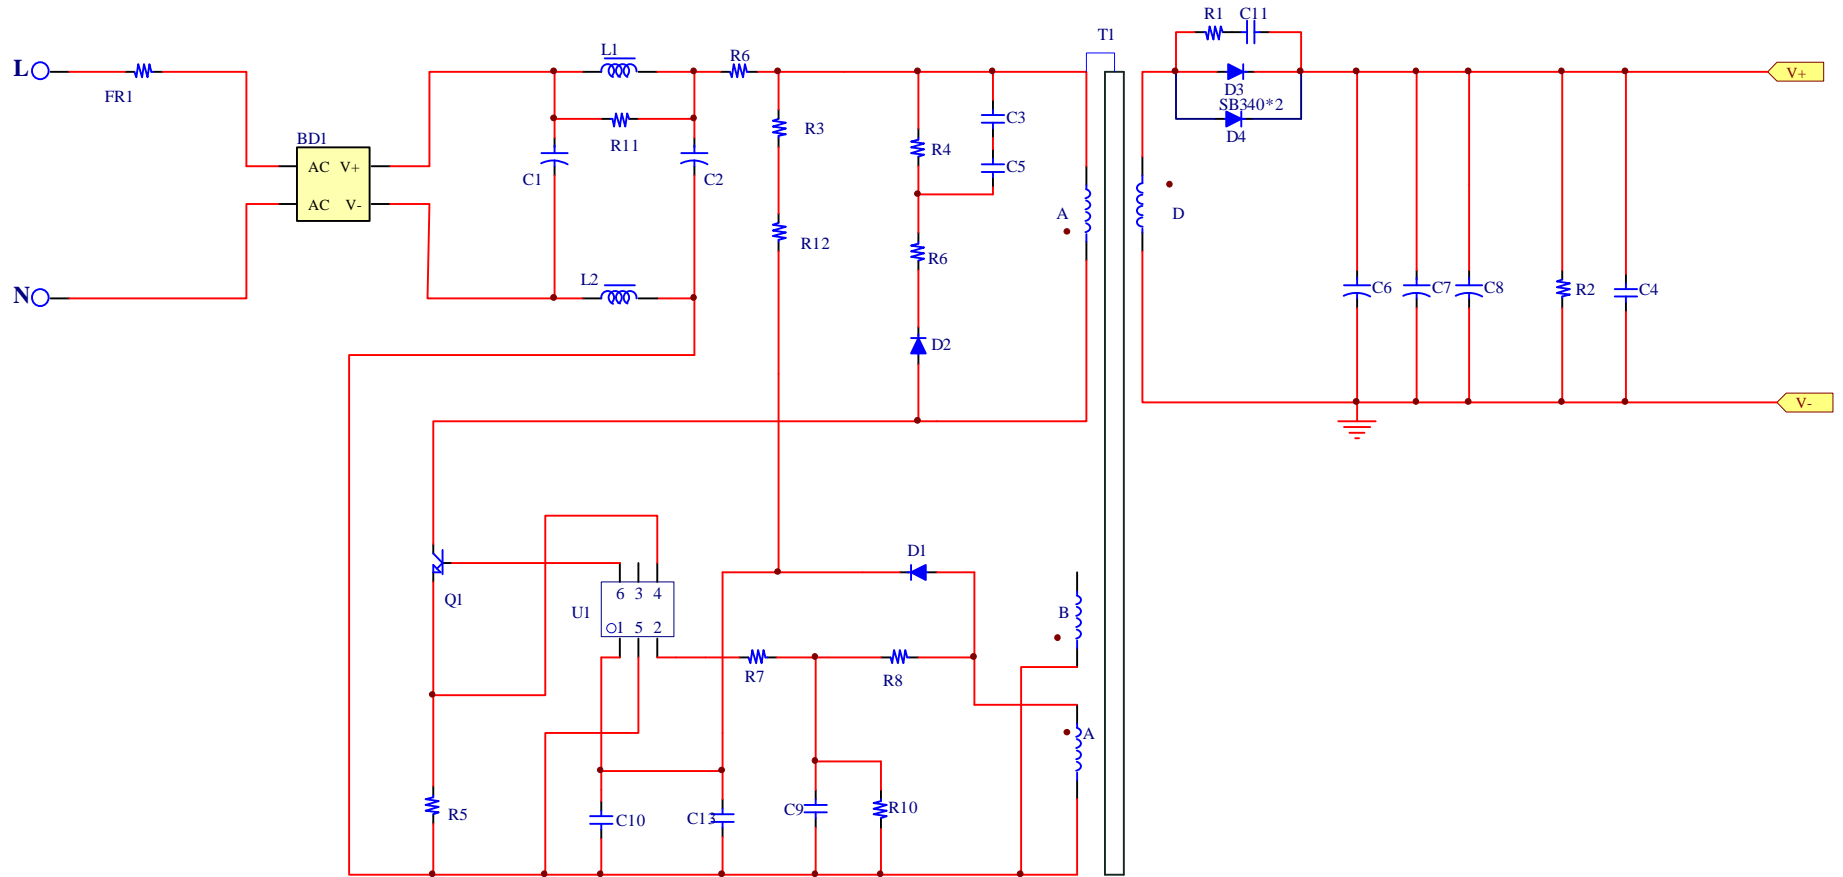 R1 C11
T1
L1
R6
L
V+
FR1
D3
SB340*2
D4
BD1
R11
R3
C3
R4
C5
AC V+
AC V-
C1
C2
A
D
R12
R6
L2
N
C6
C7
C8
R2
C4
D2
V-
D1
Q1
U1
6 3 4
1 5 2
B
R7
R8
A
R5
C10
C13
C9
R10